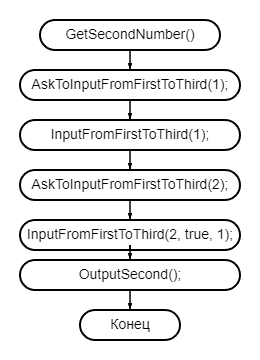 GetSecondNumber()
AskToInputFromFirstToThird(1);
InputFromFirstToThird(1);
AskToInputFromFirstToThird(2);
InputFromFirstToThird(2, true, 1);
OutputSecond();
Конец